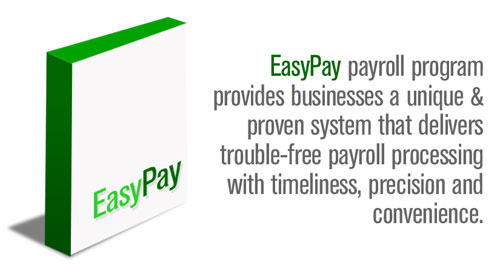 EasyPay
EasyPay payroll program
provides businesses a unique &
proven system that delivers
trouble-free payroll processing
with timeliness, precision and
convenience.